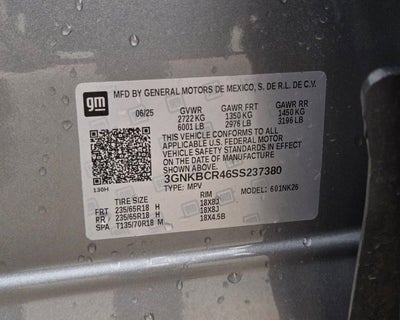 gm
MFD BY GENERAL MOTORS DE MEXICO, S. DE R.L. DE C.V.
06/25 GVWR GAWR FRT GAWR RR
2722 KG 1350 KG 1450 KG
6001 LB 2976 LB 3196 LB
THIS VEHICLE CONFORMS TO ALL
APPLICABLE U.S. FEDERAL MOTOR
VEHICLE SAFETY STANDARDS IN EFFECT
ON THE DATE OF MANUFACTURE
SHOWN ABOVE.
3GNKBCR46SS237380
130H TYPE: MPV MODEL: 601NK26
TIRE SIZE RIM
FRT 235/65R18 H 18X8J
RR 235/65R18 H 18X8J
SPA T135/70R18 M 18X4.5B